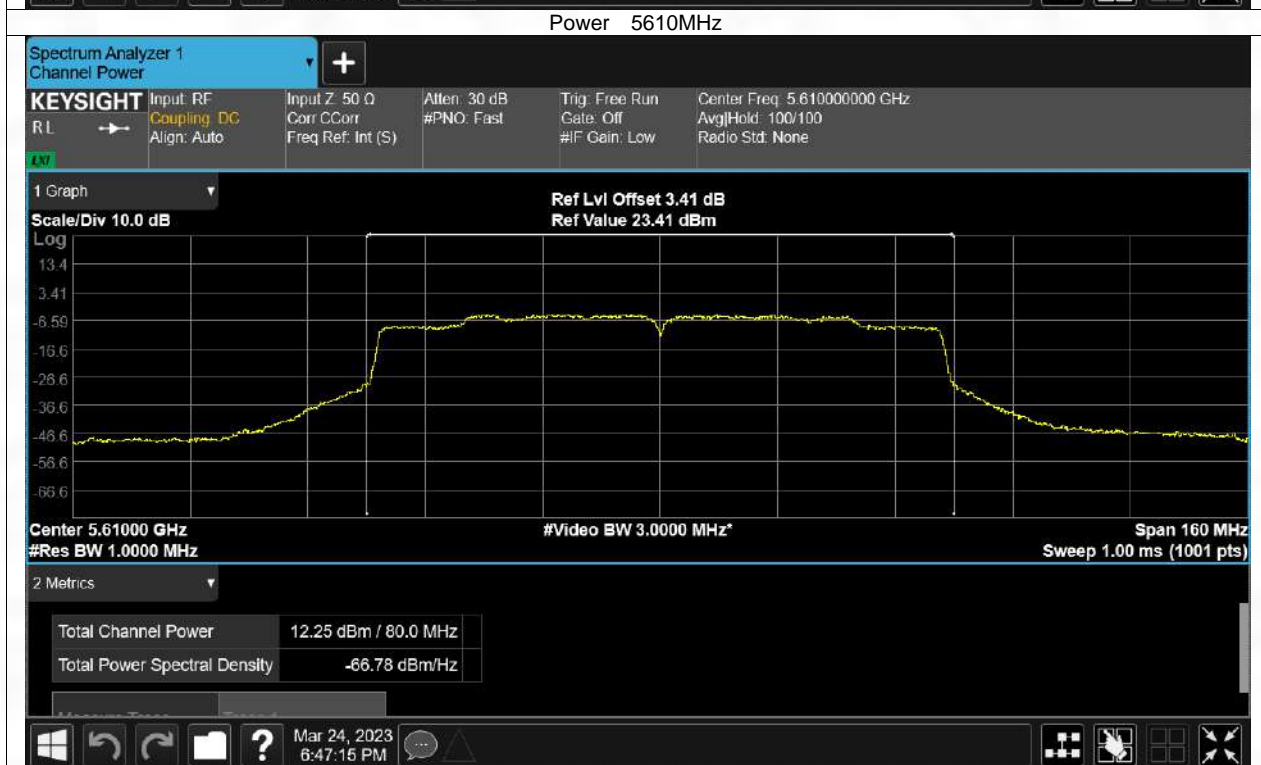 Power 5610MHz
Spectrum Analyzer 1
Channel Power
+
KEYSIGHT
RL
LXI
Input: RF
Coupling: DC
Align: Auto
Input Z: 50 Ω
Corr CCorr
Freq Ref: Int (S)
Atten: 30 dB
#PNO: Fast
Trig: Free Run
Gate: Off
#IF Gain: Low
Center Freq: 5.610000000 GHz
Avg|Hold: 100/100
Radio Std: None
1 Graph
Scale/Div 10.0 dB
Ref Lvl Offset 3.41 dB
Ref Value 23.41 dBm
Log
13.4
3.41
-6.59
-16.6
-26.6
-36.6
-46.6
-56.6
-66.6
Center 5.61000 GHz
#Res BW 1.0000 MHz
#Video BW 3.0000 MHz*
Span 160 MHz
Sweep 1.00 ms (1001 pts)
2 Metrics
Total Channel Power 12.25 dBm / 80.0 MHz
Total Power Spectral Density -66.78 dBm/Hz
?
Mar 24, 2023
6:47:15 PM